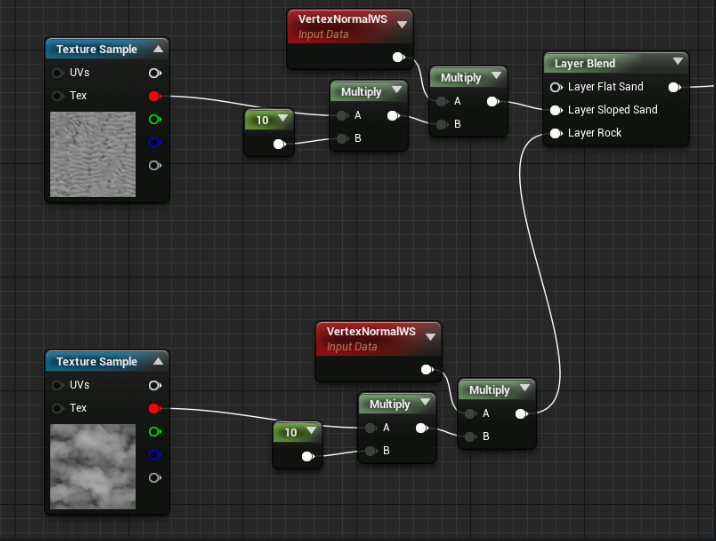 VertexNormalWS
Input Data
Texture Sample
UVs
Tex
10
Multiply
A
B
Multiply
A
B
Layer Blend
Layer Flat Sand
Layer Sloped Sand
Layer Rock
VertexNormalWS
Input Data
Texture Sample
UVs
Tex
10
Multiply
A
B
Multiply
A
B